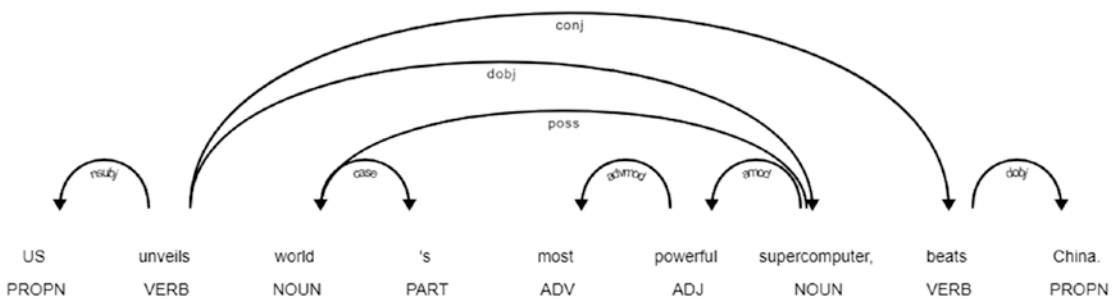 conj
dobj
poss
nsubj case advmod amod dobj
US unveils world 's most powerful supercomputer, beats China.
PROPN VERB NOUN PART ADV ADJ NOUN VERB PROPN